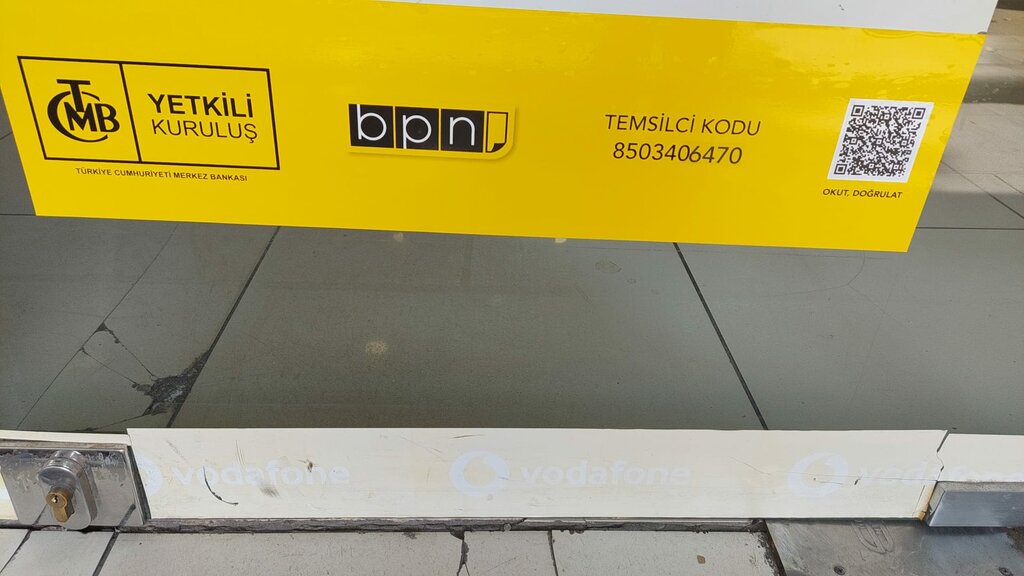 TCMB
YETKİLİ
KURULUŞ
TÜRKİYE CUMHURİYETİ MERKEZ BANKASI
bpn
TEMSİLCİ KODU
8503406470
OKUT, DOĞRULAT
vodafone
vodafone
vodafone